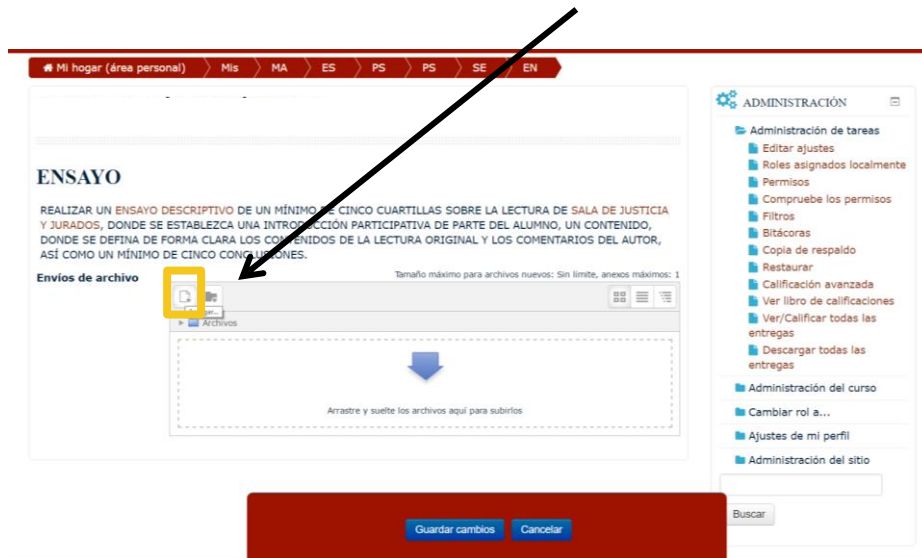 Mi hogar (área personal) Mis MA ES PS PS SE EN
ENSAYO
REALIZAR UN ENSAYO DESCRIPTIVO DE UN MÍNIMO DE CINCO CUARTILLAS SOBRE LA LECTURA DE SALA DE JUSTICIA
Y JURADOS, DONDE SE ESTABLEZCA UNA INTRODUCCIÓN PARTICIPATIVA DE PARTE DEL ALUMNO, UN CONTENIDO,
DONDE SE DEFINA DE FORMA CLARA LOS CONTENIDOS DE LA LECTURA ORIGINAL Y LOS COMENTARIOS DEL AUTOR,
ASÍ COMO UN MÍNIMO DE CINCO CONCLUSIONES.
Envíos de archivo
Tamaño máximo para archivos nuevos: Sin límite, anexos máximos: 1
Archivos
Arrastre y suelte los archivos aquí para subirlos
Guardar cambios Cancelar
ADMINISTRACIÓN
Administración de tareas
Editar ajustes
Roles asignados localmente
Permisos
Compruebe los permisos
Filtros
Bitácoras
Copia de respaldo
Restaurar
Calificación avanzada
Ver libro de calificaciones
Ver/Calificar todas las
entregas
Descargar todas las
entregas
Administración del curso
Cambiar rol a...
Ajustes de mi perfil
Administración del sitio
Buscar